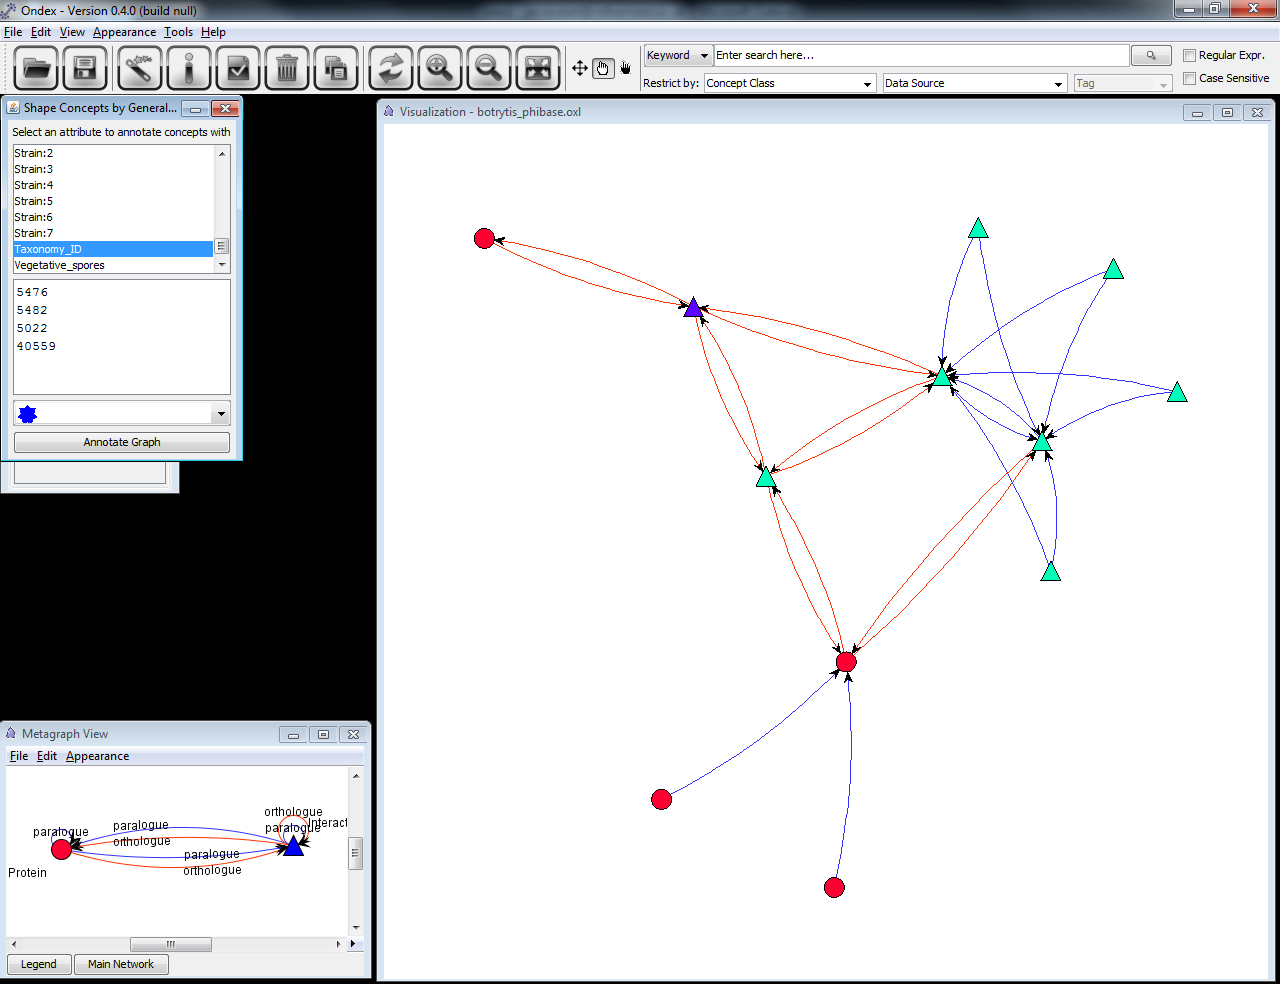 Ondex - Version 0.4.0 (build null)
File Edit View Appearance Tools Help
Keyword Enter search here... Regular Expr.
Restrict by: Concept Class Data Source Tag Case Sensitive
Shape Concepts by General...
Select an attribute to annotate concepts with
Strain:2
Strain:3
Strain:4
Strain:5
Strain:6
Strain:7
Taxonomy_ID
Vegetative_spores
5476
5482
5022
40559
Annotate Graph
Visualization - botrytis_phibase.oxl
Metagraph View
File Edit Appearance
orthologue
paralogue paralogue paralogue Interact
orthologue
paralogue
orthologue
Protein
Legend Main Network